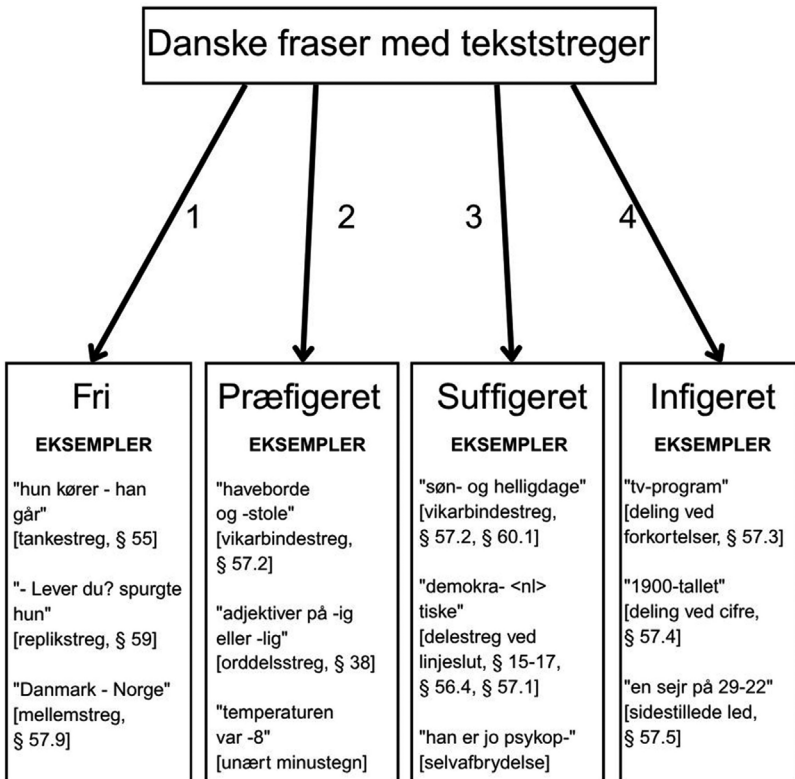 Danske fraser med tekststreger
1
2
3
4
Fri
EKSEMPLER
"hun kører - han
går"
[tankestreg, § 55]
"- Lever du? spurgte
hun"
[replikstreg, § 59]
"Danmark - Norge"
[mellemstreg,
§ 57.9]
Præfigeret
EKSEMPLER
"haveborde
og -stole"
[vikarbindestreg,
§ 57.2]
"adjektiver på -ig
eller -lig"
[orddelsstreg, § 38]
"temperaturen
var -8"
[unært minustegn]
Suffigeret
EKSEMPLER
"søn- og helligdage"
[vikarbindestreg,
§ 57.2, § 60.1]
"demokra- <nl>
tiske"
[delestreg ved
linjeslut, § 15-17,
§ 56.4, § 57.1]
"han er jo psykop-"
[selvafbrydelse]
Infigeret
EKSEMPLER
"tv-program"
[deling ved
forkortelser, § 57.3]
"1900-tallet"
[deling ved cifre,
§ 57.4]
"en sejr på 29-22"
[sidestillede led,
§ 57.5]